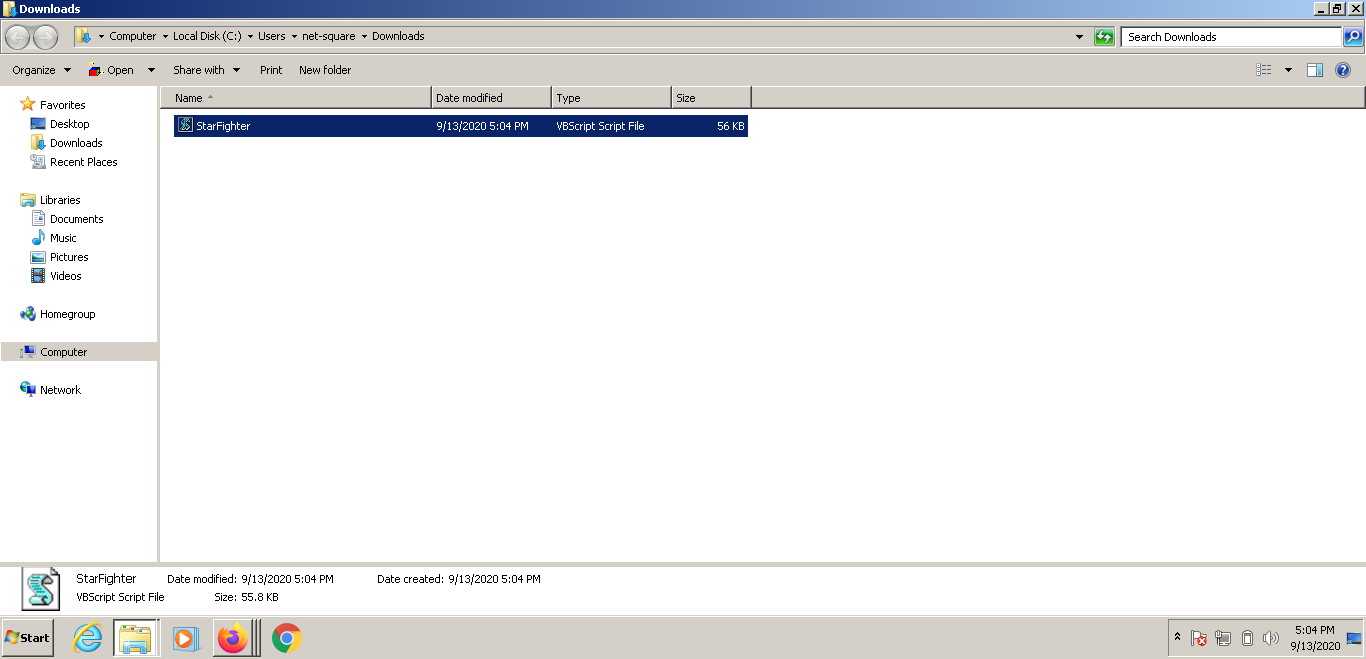 Downloads
Computer Local Disk (C:) Users net-square Downloads
Search Downloads
Organize Open Share with Print New folder
Name Date modified Type Size
StarFighter 9/13/2020 5:04 PM VBScript Script File 56 KB
Favorites
Desktop
Downloads
Recent Places
Libraries
Documents
Music
Pictures
Videos
Homegroup
Computer
Network
StarFighter Date modified: 9/13/2020 5:04 PM Date created: 9/13/2020 5:04 PM
VBScript Script File Size: 55.8 KB
Start
5:04 PM
9/13/2020